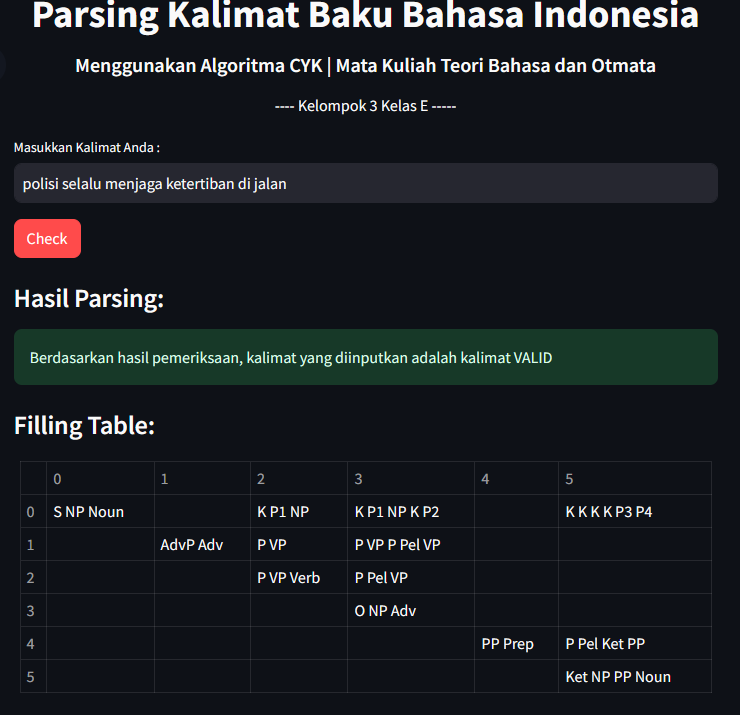 Parsing Kalimat Baku Bahasa Indonesia
Menggunakan Algoritma CYK | Mata Kuliah Teori Bahasa dan Otmata
---- Kelompok 3 Kelas E -----
Masukkan Kalimat Anda :
polisi selalu menjaga ketertiban di jalan
Check
Hasil Parsing:
Berdasarkan hasil pemeriksaan, kalimat yang diinputkan adalah kalimat VALID
Filling Table:
0 1 2 3 4 5
0 S NP Noun K P1 NP K P1 NP K P2 K K K K P3 P4
1 AdvP Adv P VP P VP P Pel VP
2 P VP Verb P Pel VP
3 O NP Adv
4 PP Prep P Pel Ket PP
5 Ket NP PP Noun